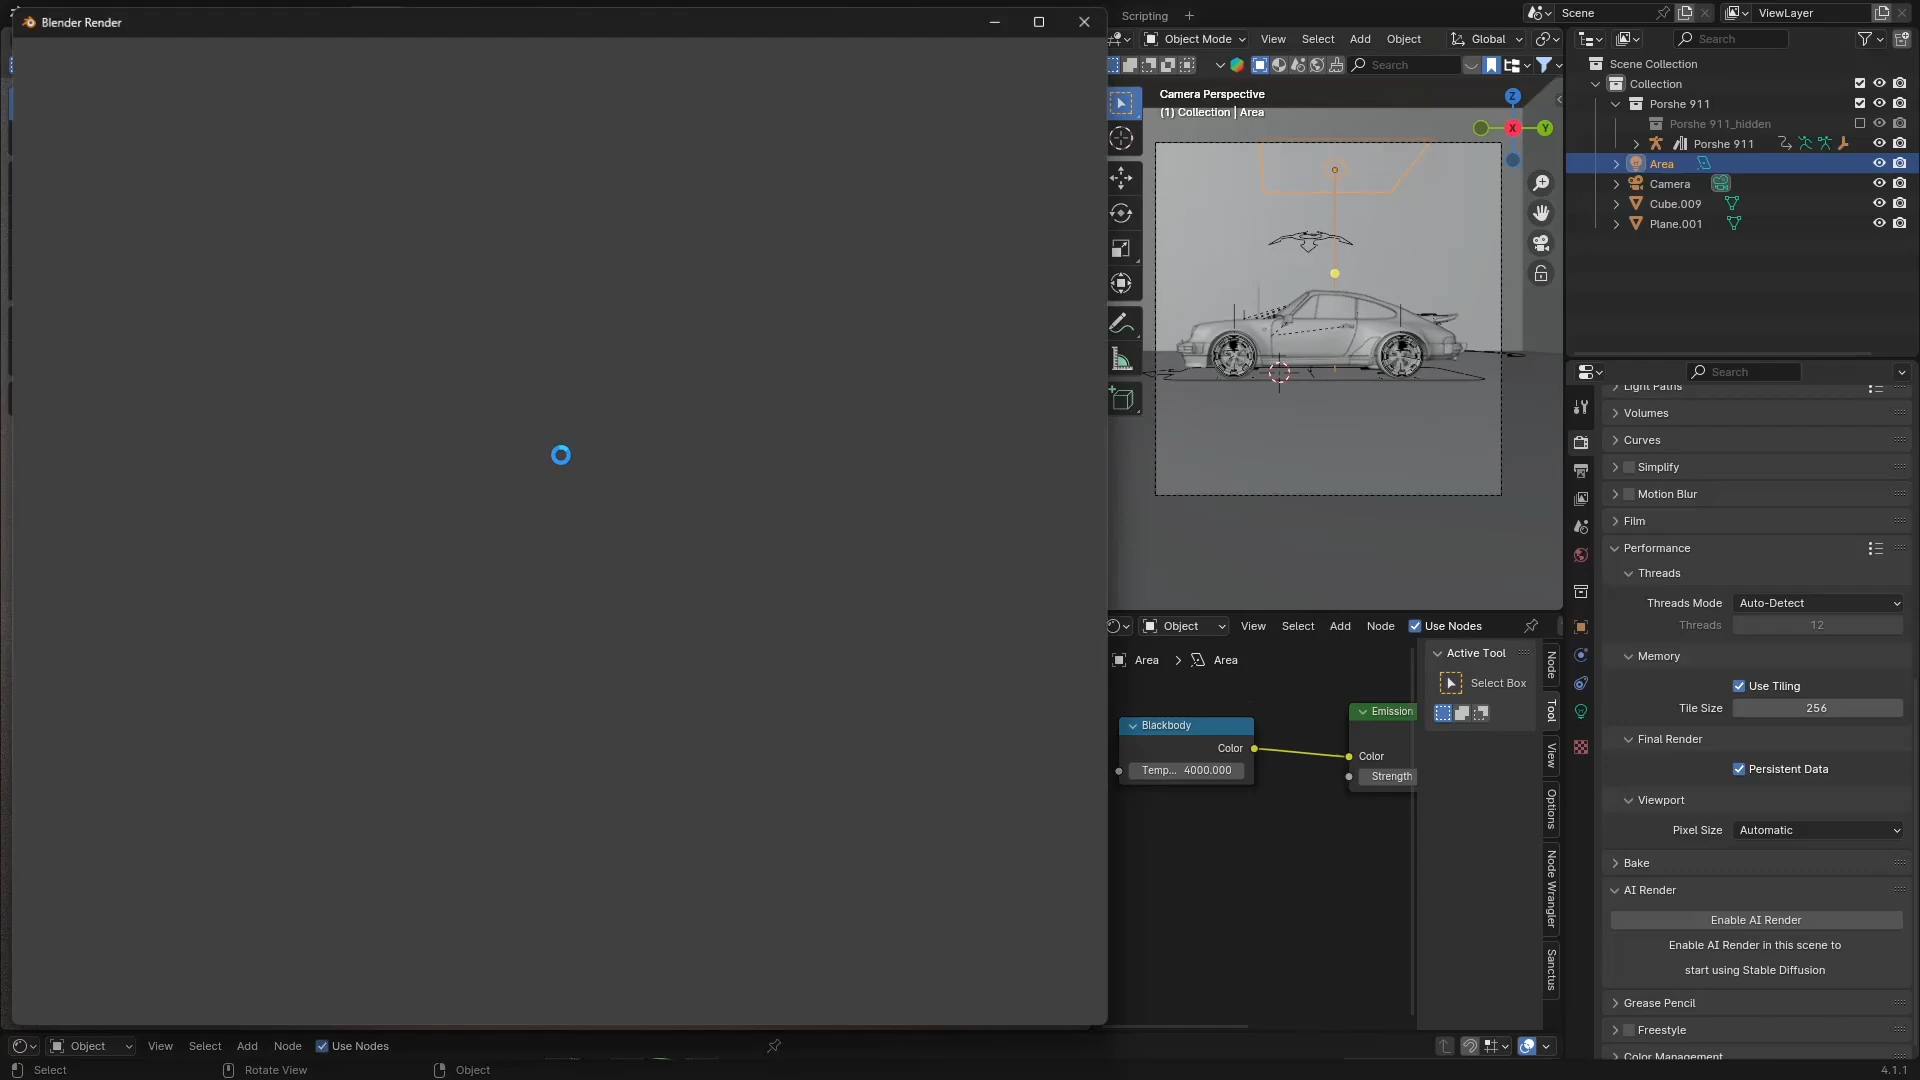 Blender Render
Scripting
Scene
ViewLayer
Object Mode
View
Select
Add
Object
Global
Search
Search
Camera Perspective
(1) Collection | Area
Z
X
Y
Scene Collection
Collection
Porshe 911
Porshe 911_hidden
Porshe 911
Area
Camera
Cube.009
Plane.001
Search
Light Paths
Volumes
Curves
Simplify
Motion Blur
Film
Performance
Threads
Threads Mode Auto-Detect
Threads 12
Memory
Use Tiling
Tile Size 256
Final Render
Persistent Data
Viewport
Pixel Size Automatic
Bake
AI Render
Enable AI Render
Enable AI Render in this scene to
start using Stable Diffusion
Grease Pencil
Freestyle
Color Management
Object
View
Select
Add
Node
Use Nodes
Area
Area
Active Tool
Select Box
Node
Tool
View
Options
Node Wrangler
Sanctus
Blackbody
Color
Temp... 4000.000
Emission
Color
Strength
Object
View
Select
Add
Node
Use Nodes
Select
Rotate View
Object
4.1.1